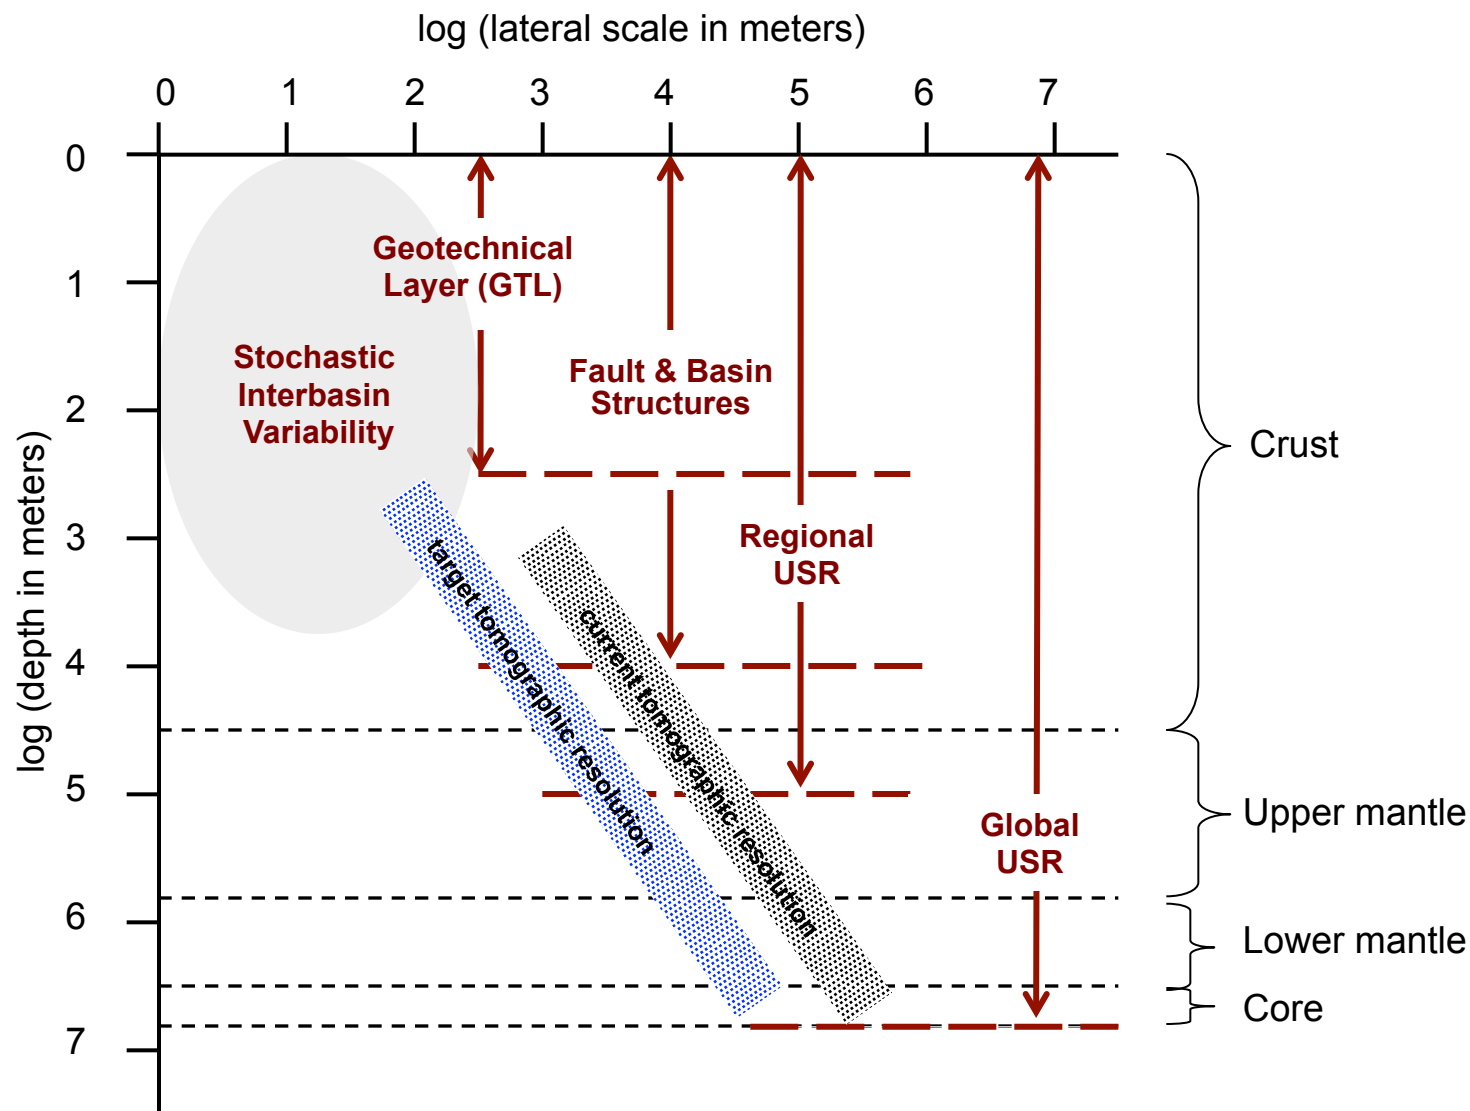 log (lateral scale in meters)
0 1 2 3 4 5 6 7
0
1
2
3
4
5
6
7
log (depth in meters)
Geotechnical
Layer (GTL)
Stochastic
Interbasin
Variability
Fault & Basin
Structures
Regional
USR
Global
USR
target tomographic resolution
current tomographic resolution
Crust
Upper mantle
Lower mantle
Core